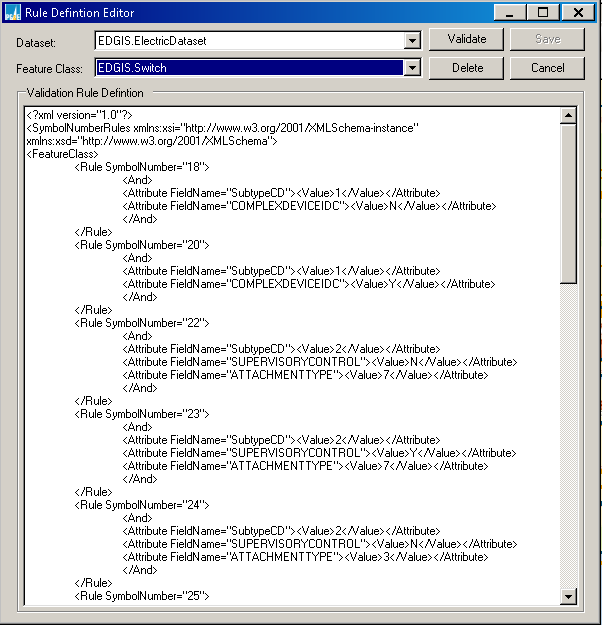 Rule Defintion Editor
Dataset: EDGIS.ElectricDataset Validate Save
Feature Class: EDGIS.Switch Delete Cancel
Validation Rule Defintion
<?xml version="1.0"?>
<SymbolNumberRules xmlns:xsi="http://www.w3.org/2001/XMLSchema-instance"
xmlns:xsd="http://www.w3.org/2001/XMLSchema">
<FeatureClass>
<Rule SymbolNumber="18">
<And>
<Attribute FieldName="SubtypeCD"><Value>1</Value></Attribute>
<Attribute FieldName="COMPLEXDEVICEIDC"><Value>N</Value></Attribute>
</And>
</Rule>
<Rule SymbolNumber="20">
<And>
<Attribute FieldName="SubtypeCD"><Value>1</Value></Attribute>
<Attribute FieldName="COMPLEXDEVICEIDC"><Value>Y</Value></Attribute>
</And>
</Rule>
<Rule SymbolNumber="22">
<And>
<Attribute FieldName="SubtypeCD"><Value>2</Value></Attribute>
<Attribute FieldName="SUPERVISORYCONTROL"><Value>N</Value></Attribute>
<Attribute FieldName="ATTACHMENTTYPE"><Value>7</Value></Attribute>
</And>
</Rule>
<Rule SymbolNumber="23">
<And>
<Attribute FieldName="SubtypeCD"><Value>2</Value></Attribute>
<Attribute FieldName="SUPERVISORYCONTROL"><Value>Y</Value></Attribute>
<Attribute FieldName="ATTACHMENTTYPE"><Value>7</Value></Attribute>
</And>
</Rule>
<Rule SymbolNumber="24">
<And>
<Attribute FieldName="SubtypeCD"><Value>2</Value></Attribute>
<Attribute FieldName="SUPERVISORYCONTROL"><Value>N</Value></Attribute>
<Attribute FieldName="ATTACHMENTTYPE"><Value>3</Value></Attribute>
</And>
</Rule>
<Rule SymbolNumber="25">